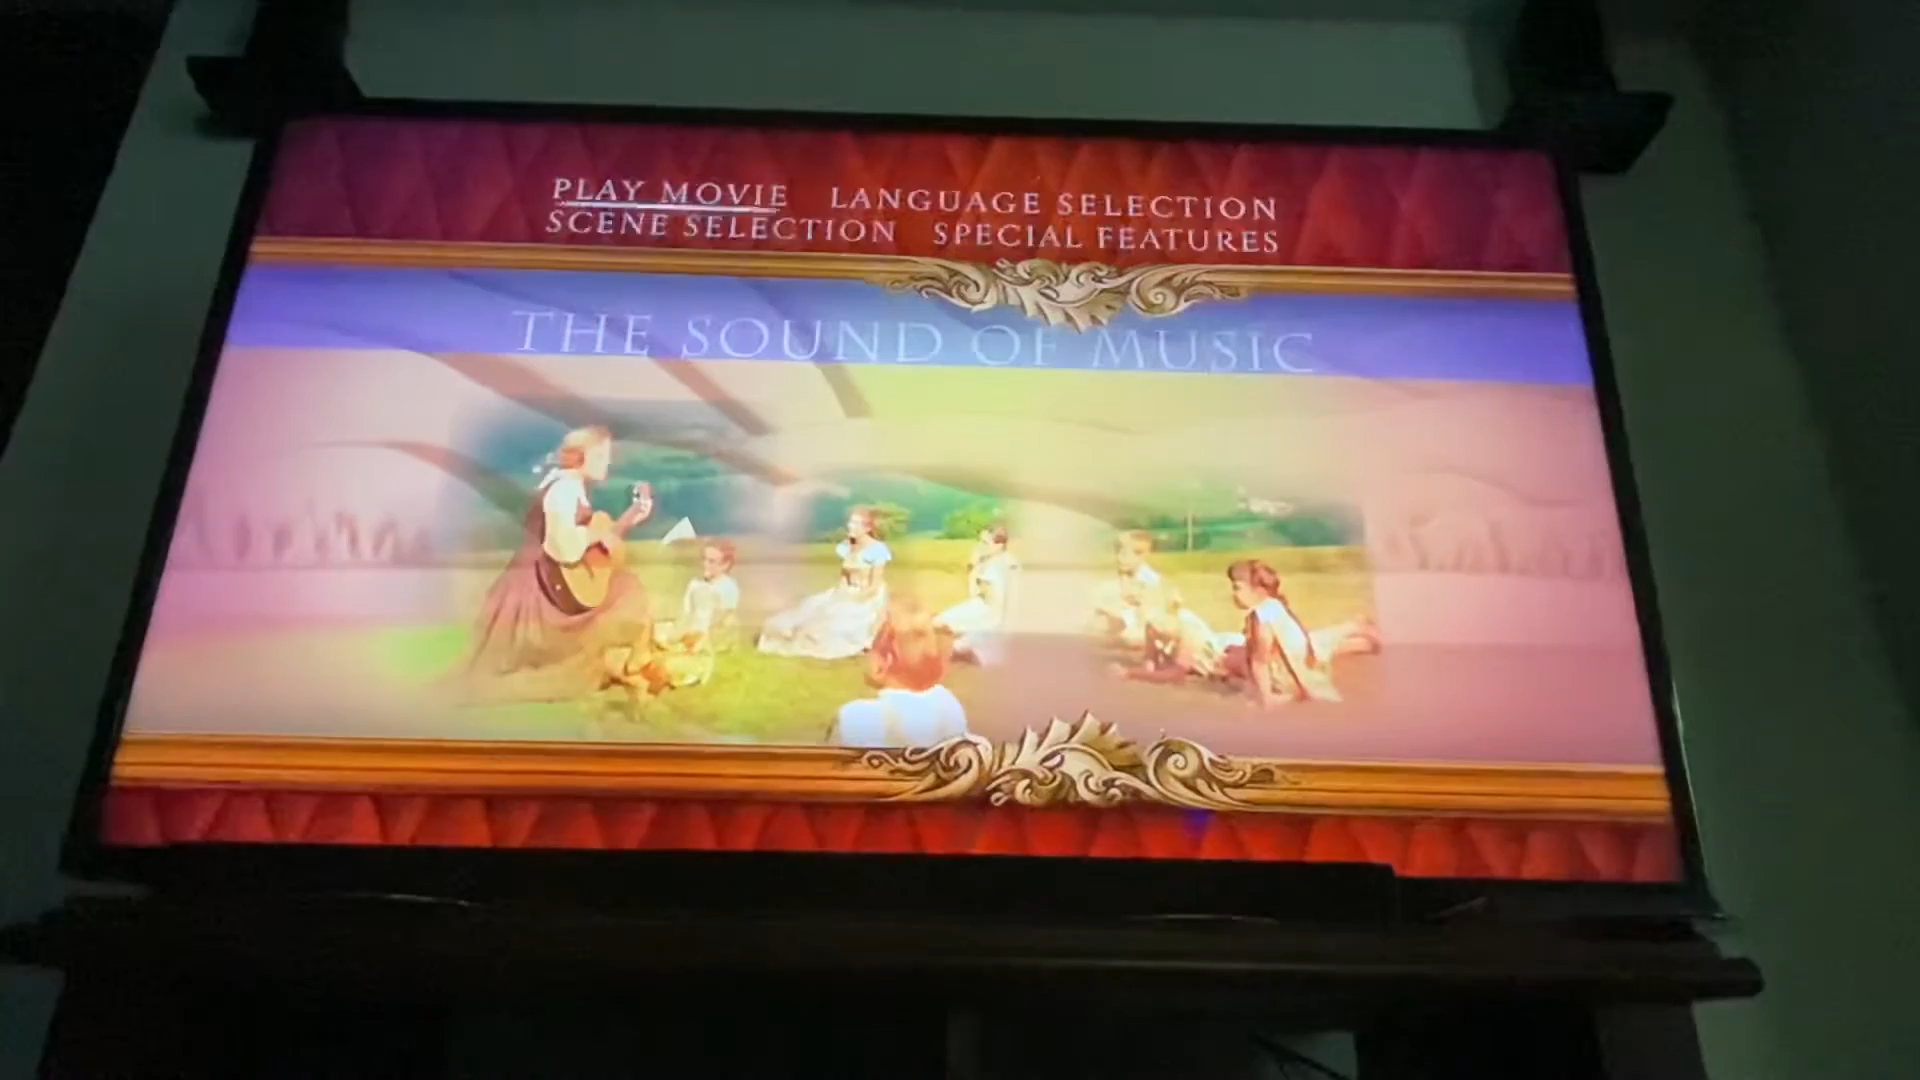 PLAY MOVIE LANGUAGE SELECTION
SCENE SELECTION SPECIAL FEATURES
THE SOUND OF MUSIC